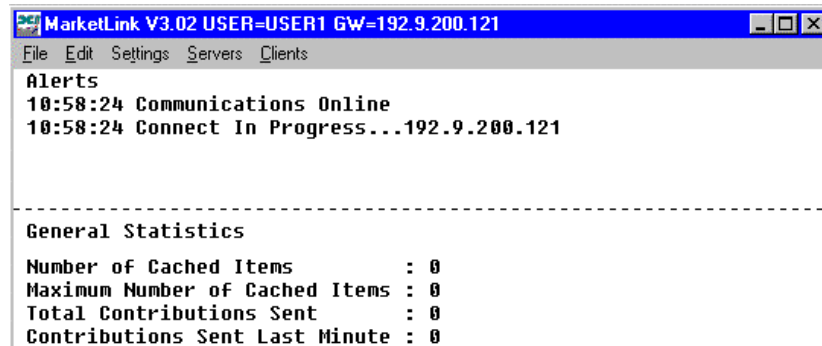 MarketLink V3.02 USER=USER1 GW=192.9.200.121
File Edit Settings Servers Clients
Alerts
10:58:24 Communications Online
10:58:24 Connect In Progress...192.9.200.121
General Statistics
Number of Cached Items : 0
Maximum Number of Cached Items : 0
Total Contributions Sent : 0
Contributions Sent Last Minute : 0